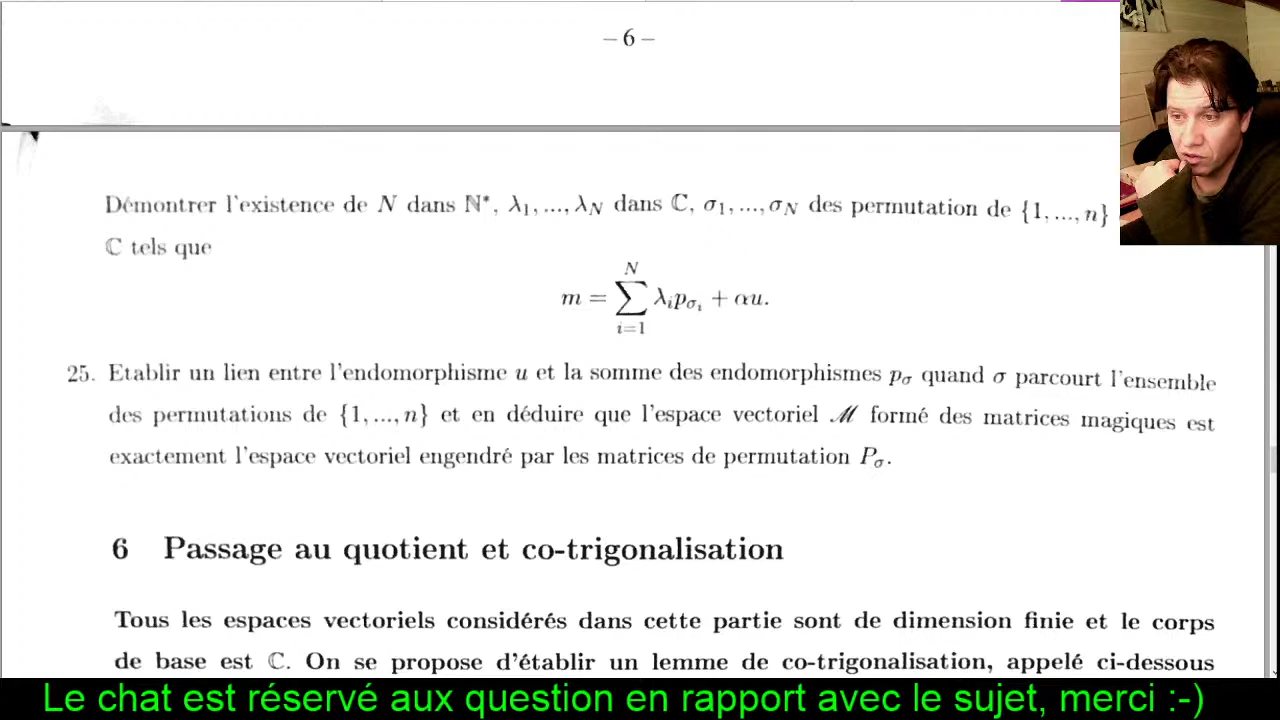 – 6 –
Démontrer l'existence de N dans ℕ*, λ₁, ..., λ_N dans ℂ, σ₁, ..., σ_N des permutation de {1, ..., n}
ℂ tels que
m = ∑_{i=1}^{N} λᵢp_{σᵢ} + αu.
25. Etablir un lien entre l'endomorphisme u et la somme des endomorphismes p_σ quand σ parcourt l'ensemble
des permutations de {1, ..., n} et en déduire que l'espace vectoriel ℳ formé des matrices magiques est
exactement l'espace vectoriel engendré par les matrices de permutation P_σ.
6 Passage au quotient et co-trigonalisation
Tous les espaces vectoriels considérés dans cette partie sont de dimension finie et le corps
de base est ℂ. On se propose d'établir un lemme de co-trigonalisation, appelé ci-dessous
Le chat est réservé aux question en rapport avec le sujet, merci :-)